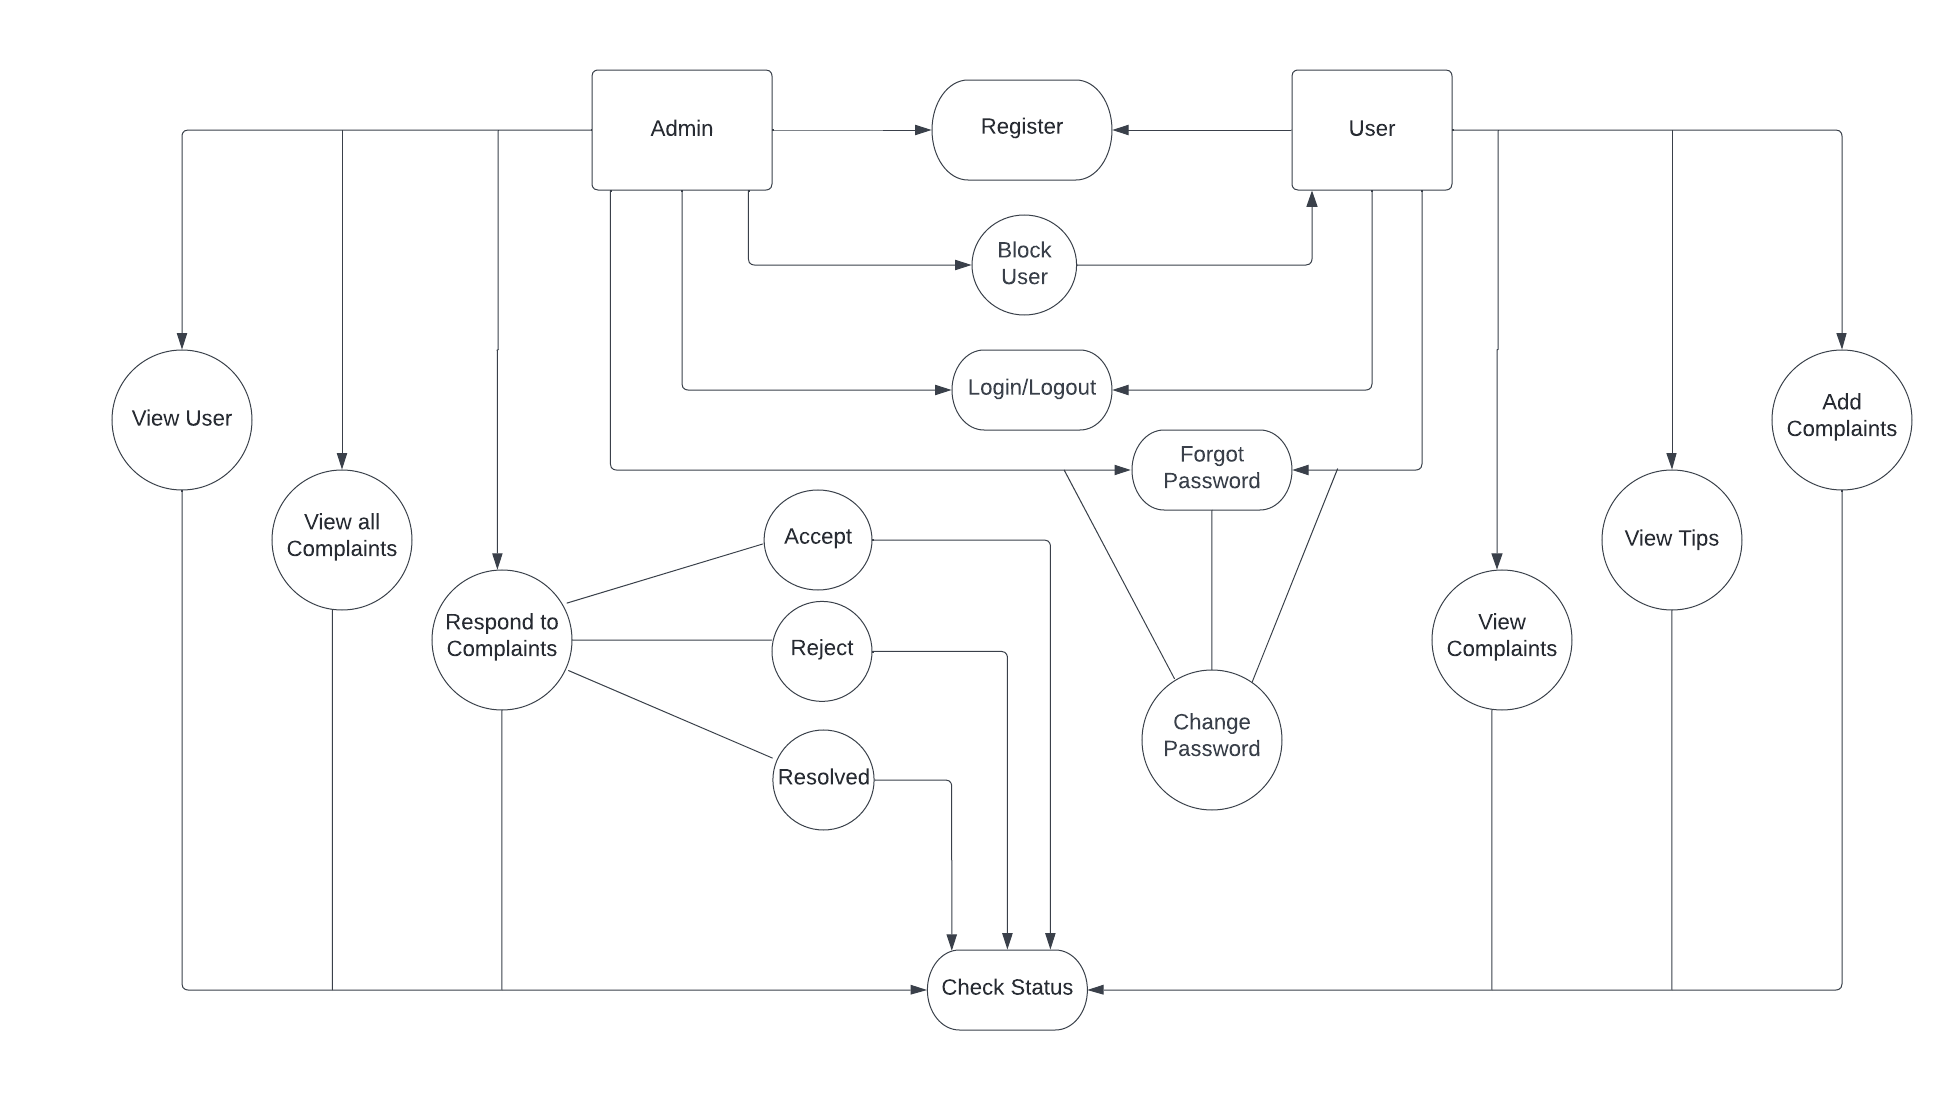 Admin
Register
User
Block
User
Login/Logout
Forgot
Password
View User
Add
Complaints
View all
Complaints
Accept
View Tips
Respond to
Complaints
Reject
View
Complaints
Change
Password
Resolved
Check Status